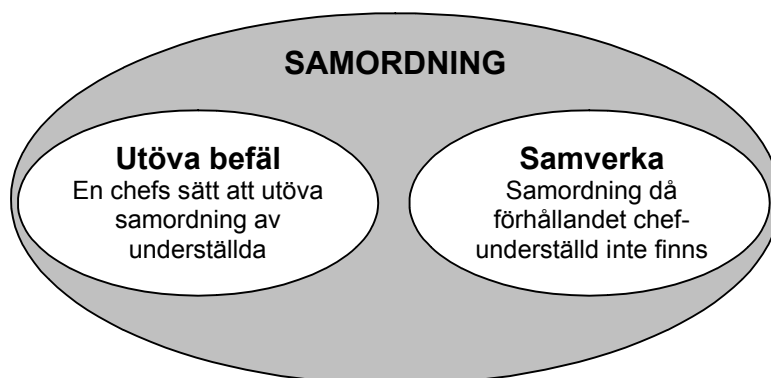 SAMORDNING
Utöva befäl
En chefs sätt att utöva
samordning av
underställda
Samverka
Samordning då
förhållandet chef-
underställd inte finns